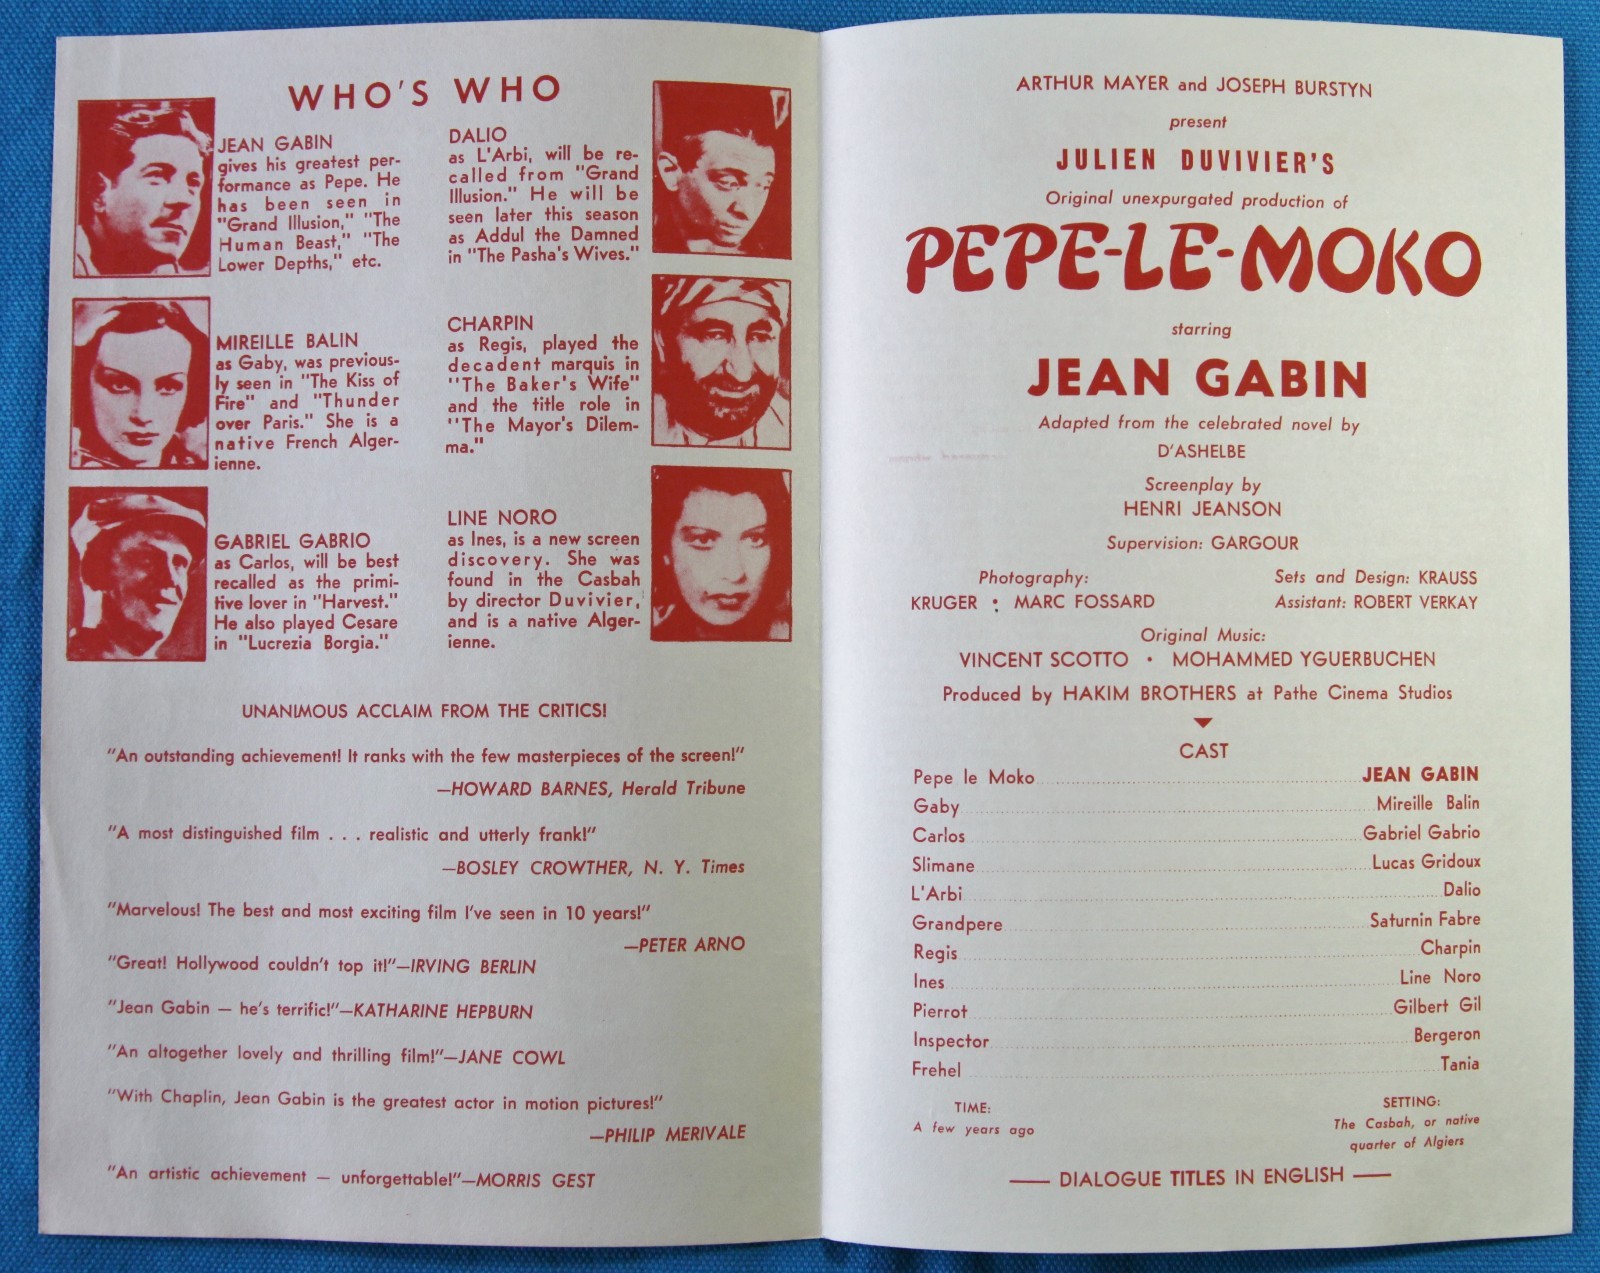 WHO'S WHO
JEAN GABIN
gives his greatest per-
formance as Pepe. He
has been seen in
"Grand Illusion," "The
Human Beast," "The
Lower Depths," etc.
MIREILLE BALIN
as Gaby, was previous-
ly seen in "The Kiss of
Fire" and "Thunder
over Paris." She is a
native French Alger-
ienne.
GABRIEL GABRIO
as Carlos, will be best
recalled as the primi-
tive lover in "Harvest."
He also played Cesare
in "Lucrezia Borgia."
DALIO
as L'Arbi, will be re-
called from "Grand
Illusion." He will be
seen later this season
as Addul the Damned
in "The Pasha's Wives."
CHARPIN
as Regis, played the
decadent marquis in
"The Baker's Wife"
and the title role in
"The Mayor's Dilem-
ma."
LINE NORO
as Ines, is a new screen
discovery. She was
found in the Casbah
by director Duvivier,
and is a native Alger-
ienne.
UNANIMOUS ACCLAIM FROM THE CRITICS!
"An outstanding achievement! It ranks with the few masterpieces of the screen!"
—HOWARD BARNES, Herald Tribune
"A most distinguished film . . . realistic and utterly frank!"
—BOSLEY CROWTHER, N. Y. Times
"Marvelous! The best and most exciting film I've seen in 10 years!"
—PETER ARNO
"Great! Hollywood couldn't top it!"—IRVING BERLIN
"Jean Gabin — he's terrific!"—KATHARINE HEPBURN
"An altogether lovely and thrilling film!"—JANE COWL
"With Chaplin, Jean Gabin is the greatest actor in motion pictures!"
—PHILIP MERIVALE
"An artistic achievement — unforgettable!"—MORRIS GEST
ARTHUR MAYER and JOSEPH BURSTYN
present
JULIEN DUVIVIER'S
Original unexpurgated production of
PEPE-LE-MOKO
starring
JEAN GABIN
Adapted from the celebrated novel by
D'ASHELBE
Screenplay by
HENRI JEANSON
Supervision: GARGOUR
Photography:
KRUGER • MARC FOSSARD
Sets and Design: KRAUSS
Assistant: ROBERT VERKAY
Original Music:
VINCENT SCOTTO • MOHAMMED YGUERBUCHEN
Produced by HAKIM BROTHERS at Pathe Cinema Studios
CAST
Pepe le Moko JEAN GABIN
Gaby Mireille Balin
Carlos Gabriel Gabrio
Slimane Lucas Gridoux
L'Arbi Dalio
Grandpere Saturnin Fabre
Regis Charpin
Ines Line Noro
Pierrot Gilbert Gil
Inspector Bergeron
Frehel Tania
TIME:
A few years ago
SETTING:
The Casbah, or native
quarter of Algiers
— DIALOGUE TITLES IN ENGLISH —